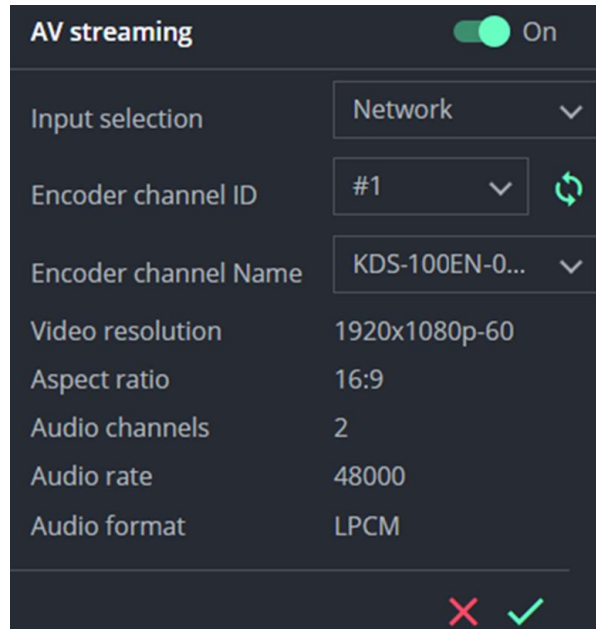 AV streaming On
Input selection Network
Encoder channel ID #1
Encoder channel Name KDS-100EN-0...
Video resolution 1920x1080p-60
Aspect ratio 16:9
Audio channels 2
Audio rate 48000
Audio format LPCM